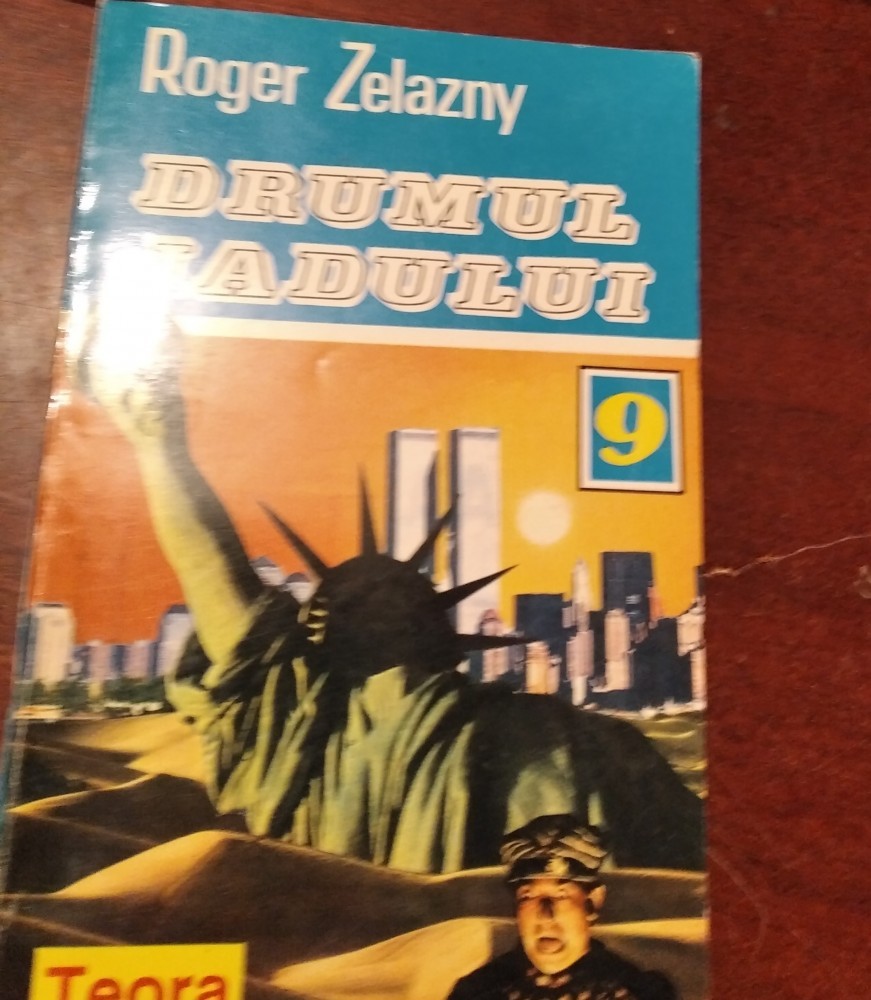 Roger Zelazny
DRUMUL
IADULUI
9
Teora